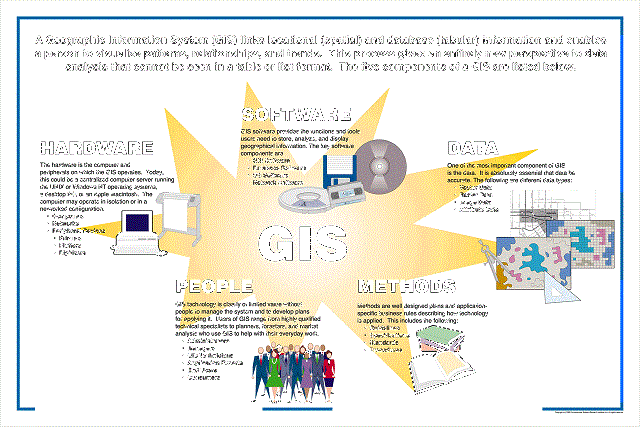 A Geographic Information System (GIS) links locational (spatial) and database (tabular) information and enables
a person to visualize patterns, relationships, and trends. This process gives an entirely new perspective to data
analysis that cannot be seen in a table or list format. The five components of a GIS are listed below.
SOFTWARE
GIS software provides the functions and tools
users need to store, analyze, and display
geographical information. The key software
components are
GIS Software
Database Software
OS Software
Network Software
HARDWARE
The hardware is the computer and
peripherals on which the GIS operates. Today,
this could be a centralized computer server running
the UNIX or Windows NT operating systems,
a desktop PC, or an Apple Macintosh. The
computer may operate in isolation or in a
networked configuration.
Computers
Networks
Peripheral Devices
Printers
Plotters
Digitizers
DATA
One of the most important component of GIS
is the data. It is absolutely essential that data be
accurate. The following are different data types:
Vector Data
Raster Data
Image Data
Attribute Data
GIS
PEOPLE
GIS technology is clearly of limited value without
people to manage the system and to develop plans
for applying it. Users of GIS range from highly qualified
technical specialists to planners, foresters, and market
analysts who use GIS to help with their everyday work.
Administrators
Managers
GIS Technicians
Application Experts
End Users
Consumers
METHODS
Methods are well designed plans and application-
specific business rules describing how technology
is applied. This includes the following:
Guidelines
Specifications
Standards
Procedures